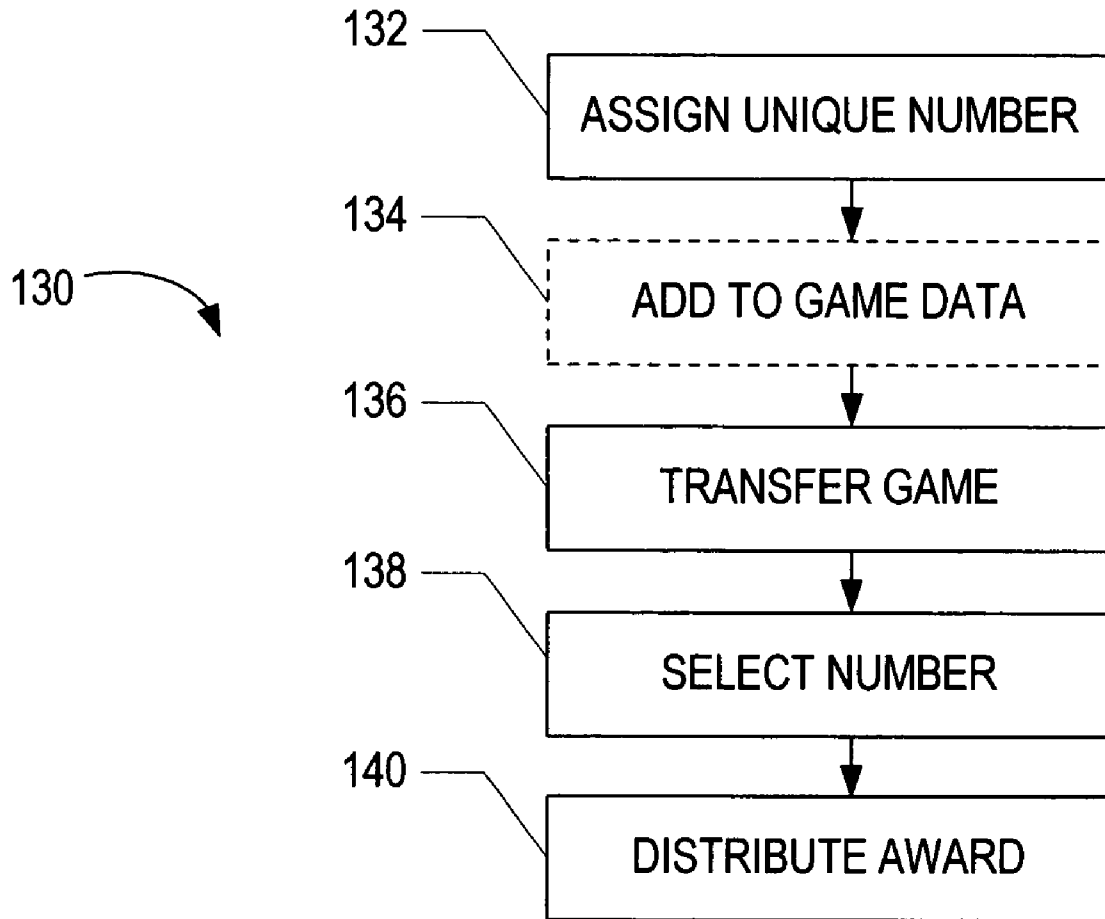 132
ASSIGN UNIQUE NUMBER
134
130
ADD TO GAME DATA
136
TRANSFER GAME
138
SELECT NUMBER
140
DISTRIBUTE AWARD